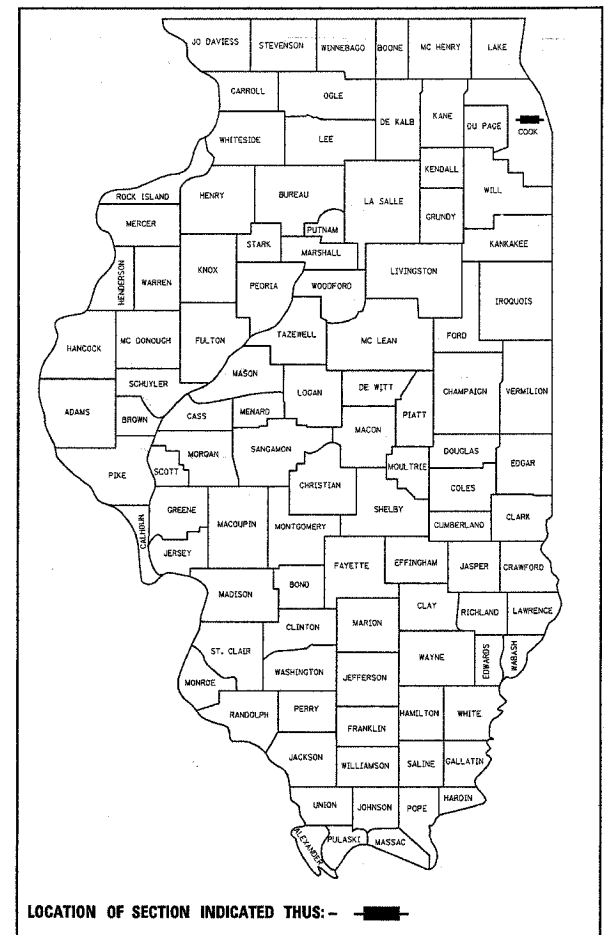 JO DAVIESS STEVENSON WINNEBAGO BOONE MC HENRY LAKE
CARROLL OGLE
DE KALB KANE DU PAGE COOK
WHITESIDE LEE
KENDALL WILL
ROCK ISLAND HENRY BUREAU LA SALLE GRUNDY
MERCER PUTNAM
STARK MARSHALL KANKAKEE
HENDERSON WARREN KNOX PEORIA WOODFORD LIVINGSTON IROQUOIS
HANCOCK MC DONOUGH FULTON TAZEWELL MC LEAN FORD
MASON
SCHUYLER LOGAN DE WITT CHAMPAIGN VERMILION
ADAMS BROWN CASS MENARD MACON PIATT
MORGAN SANGAMON DOUGLAS EDGAR
PIKE SCOTT CHRISTIAN MOULTRIE COLES
GREENE MACOUPIN MONTGOMERY SHELBY CUMBERLAND CLARK
CALHOUN JERSEY
FAYETTE EFFINGHAM JASPER CRAWFORD
MADISON BOND CLAY RICHLAND LAWRENCE
CLINTON MARION
ST. CLAIR WAYNE EDWARDS WABASH
WASHINGTON JEFFERSON
MONROE
RANDOLPH PERRY HAMILTON WHITE
FRANKLIN
JACKSON WILLIAMSON SALINE GALLATIN
UNION JOHNSON POPE HARDIN
ALEXANDER PULASKI MASSAC
LOCATION OF SECTION INDICATED THUS: -